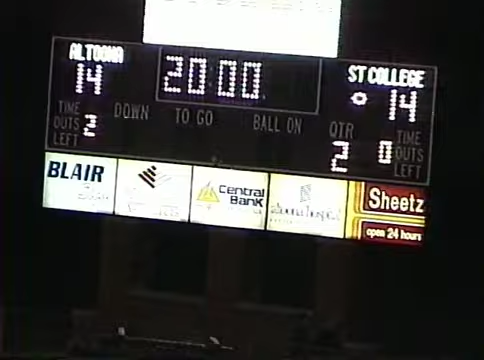 ALTOONA
14
20:00
ST COLLEGE
14
TIME
OUTS 2
LEFT
DOWN
TO GO
BALL ON
QTR
2
TIME
0 OUTS
LEFT
BLAIR
Central
Bank
Sheetz
open 24 hours